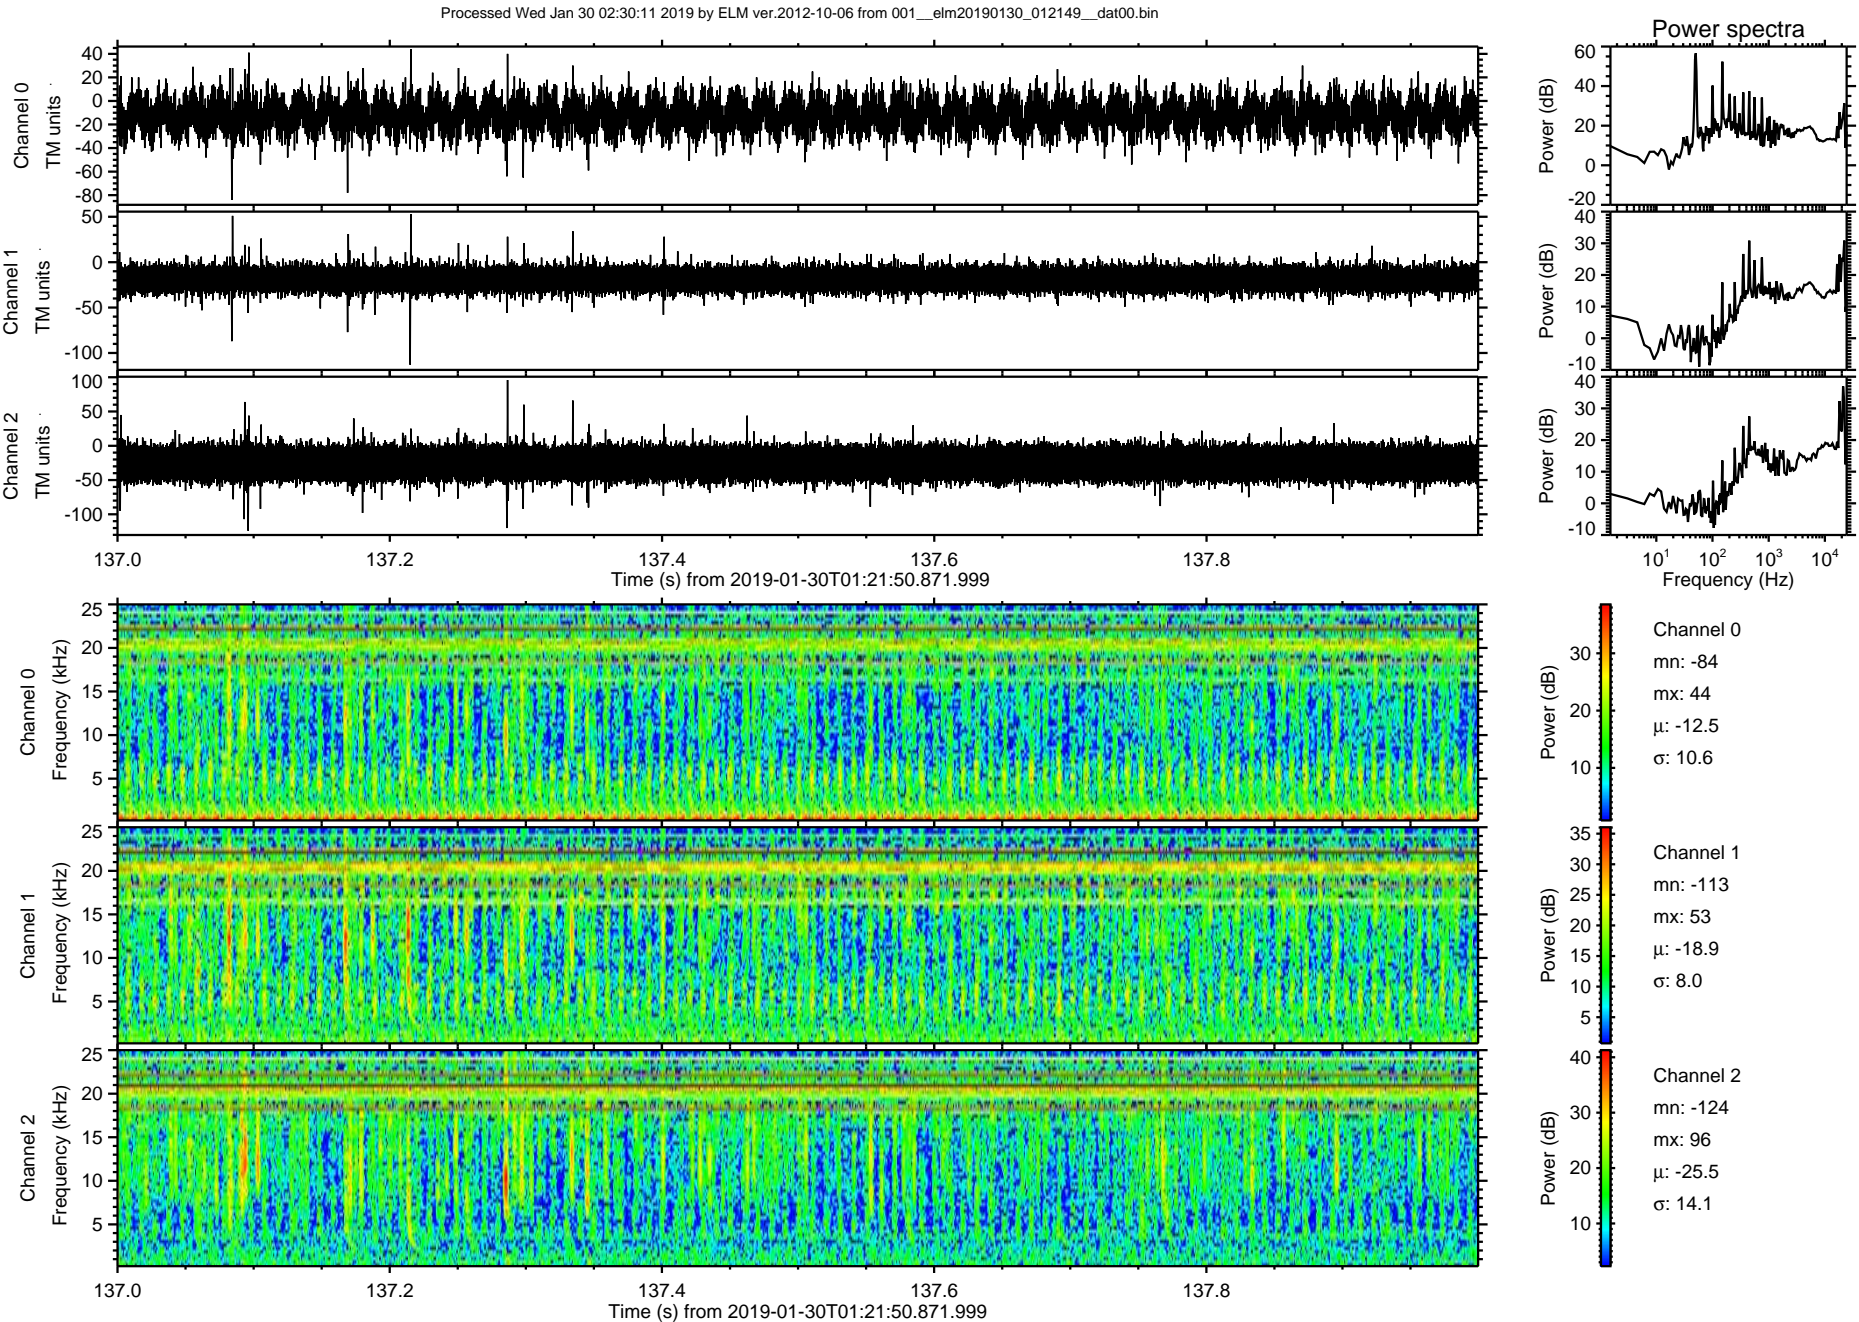 Processed Wed Jan 30 02:30:11 2019 by ELM ver.2012-10-06 from 001__elm20190130_012149__dat00.bin
Power spectra
Channel 0
TM units
40
20
0
-20
-40
-60
-80
Power (dB)
60
40
20
0
-20
Channel 1
TM units
50
0
-50
-100
Power (dB)
40
30
20
10
0
-10
Channel 2
TM units
100
50
0
-50
-100
Power (dB)
40
30
20
10
0
-10
137.0 137.2 137.4 137.6 137.8
Time (s) from 2019-01-30T01:21:50.871.999
10¹ 10² 10³ 10⁴
Frequency (Hz)
Channel 0
Frequency (kHz)
25
20
15
10
5
Power (dB)
30
20
10
Channel 0
mn: -84
mx: 44
μ: -12.5
σ: 10.6
Channel 1
Frequency (kHz)
25
20
15
10
5
Power (dB)
35
30
25
20
15
10
5
Channel 1
mn: -113
mx: 53
μ: -18.9
σ: 8.0
Channel 2
Frequency (kHz)
25
20
15
10
5
Power (dB)
40
30
20
10
Channel 2
mn: -124
mx: 96
μ: -25.5
σ: 14.1
137.0 137.2 137.4 137.6 137.8
Time (s) from 2019-01-30T01:21:50.871.999